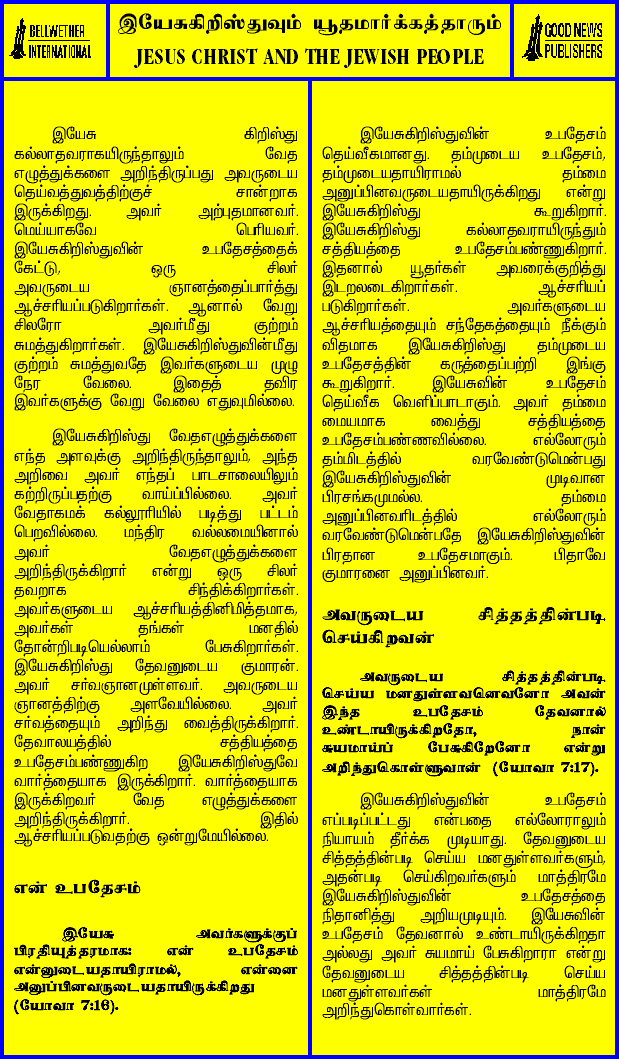 BELLWETHER
INTERNATIONAL
இயேசுகிறிஸ்துவும் யூதமார்க்கத்தாரும்
JESUS CHRIST AND THE JEWISH PEOPLE
GOOD NEWS
PUBLISHERS
இயேசு கிறிஸ்து
கல்லாதவராகயிருந்தாலும் வேத
எழுத்துக்களை அறிந்திருப்பது அவருடைய
தெய்வத்துவத்திற்குச் சான்றாக
இருக்கிறது. அவர் அற்புதமானவர்.
மெய்யாகவே பெரியவர்.
இயேசுகிறிஸ்துவின் உபதேசத்தைக்
கேட்டு, ஒரு சிலர்
அவருடைய ஞானத்தைப்பார்த்து
ஆச்சரியப்படுகிறார்கள். ஆனால் வேறு
சிலரோ அவர்மீது குற்றம்
சுமத்துகிறார்கள். இயேசுகிறிஸ்துவின்மீது
குற்றம் சுமத்துவதே இவர்களுடைய முழு
நேர வேலை. இதைத் தவிர
இவர்களுக்கு வேறு வேலை எதுவுமில்லை.
இயேசுகிறிஸ்து வேதஎழுத்துக்களை
எந்த அளவுக்கு அறிந்திருந்தாலும், அந்த
அறிவை அவர் எந்தப் பாடசாலையிலும்
கற்றிருப்பதற்கு வாய்ப்பில்லை. அவர்
வேதாகமக் கல்லூரியில் படித்து பட்டம்
பெறவில்லை. மந்திர வல்லமையினால்
அவர் வேதஎழுத்துக்களை
அறிந்திருக்கிறார் என்று ஒரு சிலர்
தவறாக சிந்திக்கிறார்கள்.
அவர்களுடைய ஆச்சரியத்தினிமித்தமாக,
அவர்கள் தங்கள் மனதில்
தோன்றிபடியெல்லாம் பேசுகிறார்கள்.
இயேசுகிறிஸ்து தேவனுடைய குமாரன்.
அவர் சர்வஞானமுள்ளவர். அவருடைய
ஞானத்திற்கு அளவேயில்லை. அவர்
சர்வத்தையும் அறிந்து வைத்திருக்கிறார்.
தேவாலயத்தில் சத்தியத்தை
உபதேசம்பண்ணுகிற இயேசுகிறிஸ்துவே
வார்த்தையாக இருக்கிறார். வார்த்தையாக
இருக்கிறவர் வேத எழுத்துக்களை
அறிந்திருக்கிறார். இதில்
ஆச்சரியப்படுவதற்கு ஒன்றுமேயில்லை.
என் உபதேசம்
இயேசு அவர்களுக்குப்
பிரதியுத்தரமாக: என் உபதேசம்
என்னுடையதாயிராமல், என்னை
அனுப்பினவருடையதாயிருக்கிறது
(யோவா 7:16).
இயேசுகிறிஸ்துவின் உபதேசம்
தெய்வீகமானது. தம்முடைய உபதேசம்,
தம்முடையதாயிராமல் தம்மை
அனுப்பினவருடையதாயிருக்கிறது என்று
இயேசுகிறிஸ்து கூறுகிறார்.
இயேசுகிறிஸ்து கல்லாதவராயிருந்தும்
சத்தியத்தை உபதேசம்பண்ணுகிறார்.
இதனால் யூதர்கள் அவரைக்குறித்து
இடறலடைகிறார்கள். ஆச்சரியப்
படுகிறார்கள். அவர்களுடைய
ஆச்சரியத்தையும் சந்தேகத்தையும் நீக்கும்
விதமாக இயேசுகிறிஸ்து தம்முடைய
உபதேசத்தின் கருத்தைப்பற்றி இங்கு
கூறுகிறார். இயேசுவின் உபதேசம்
தெய்வீக வெளிப்பாடாகும். அவர் தம்மை
மையமாக வைத்து சத்தியத்தை
உபதேசம்பண்ணவில்லை. எல்லோரும்
தம்மிடத்தில் வரவேண்டுமென்பது
இயேசுகிறிஸ்துவின் முடிவான
பிரசங்கமுமல்ல. தம்மை
அனுப்பினவரிடத்தில் எல்லோரும்
வரவேண்டுமென்பதே இயேசுகிறிஸ்துவின்
பிரதான உபதேசமாகும். பிதாவே
குமாரனை அனுப்பினவர்.
அவருடைய சித்தத்தின்படி
செய்கிறவன்
அவருடைய சித்தத்தின்படி
செய்ய மனதுள்ளவனெவனோ அவன்
இந்த உபதேசம் தேவனால்
உண்டாயிருக்கிறதோ, நான்
சுயமாய்ப் பேசுகிறேனோ என்று
அறிந்துகொள்ளுவான் (யோவா 7:17).
இயேசுகிறிஸ்துவின் உபதேசம்
எப்படிப்பட்டது என்பதை எல்லோராலும்
நியாயம் தீர்க்க முடியாது. தேவனுடைய
சித்தத்தின்படி செய்ய மனதுள்ளவர்களும்,
அதன்படி செய்கிறவர்களும் மாத்திரமே
இயேசுகிறிஸ்துவின் உபதேசத்தை
நிதானித்து அறியமுடியும். இயேசுவின்
உபதேசம் தேவனால் உண்டாயிருக்கிறதா
அல்லது அவர் சுயமாய் பேசுகிறாரா என்று
தேவனுடைய சித்தத்தின்படி செய்ய
மனதுள்ளவர்கள் மாத்திரமே
அறிந்துகொள்வார்கள்.